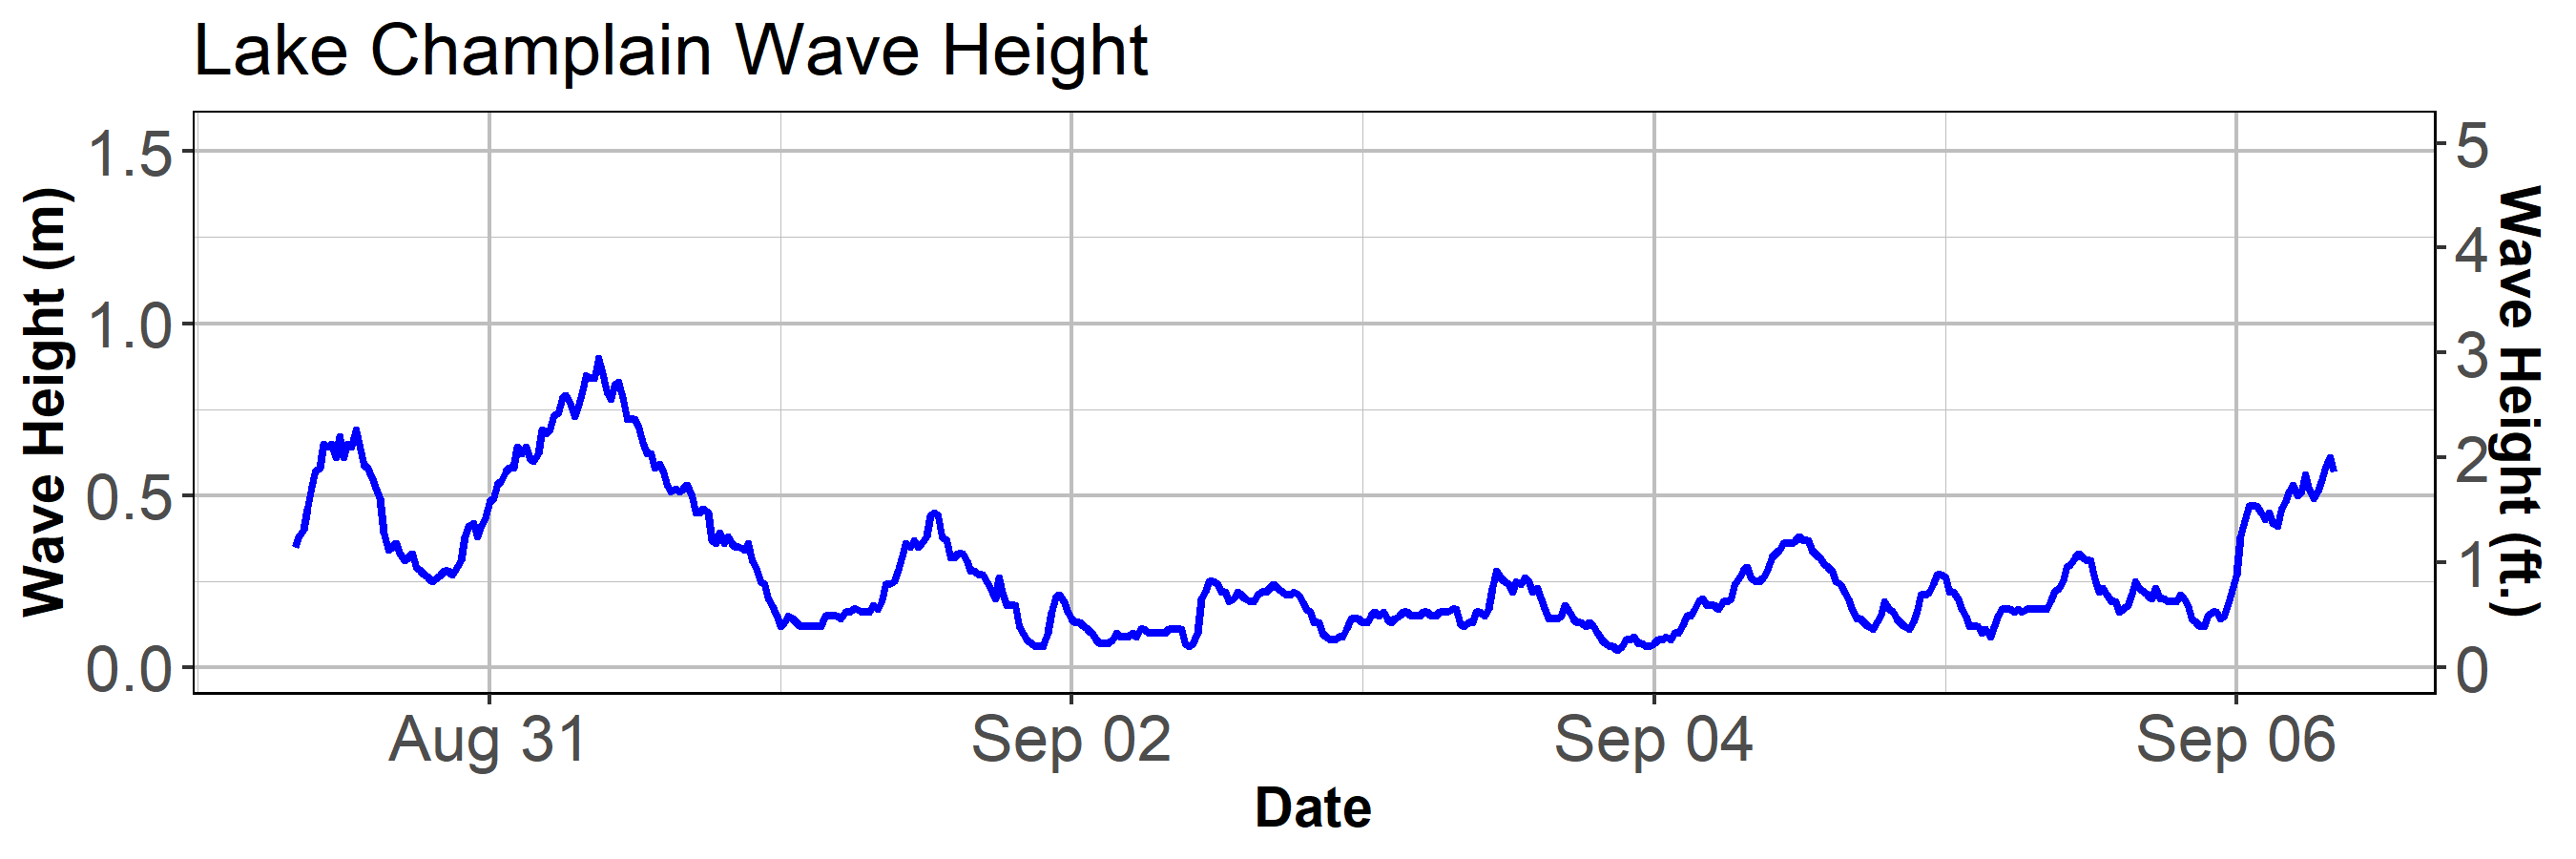 Lake Champlain Wave Height
Wave Height (m)
1.5
1.0
0.5
0.0
5
4
3
2
1
0
Wave Height (ft.)
Aug 31
Sep 02
Sep 04
Sep 06
Date